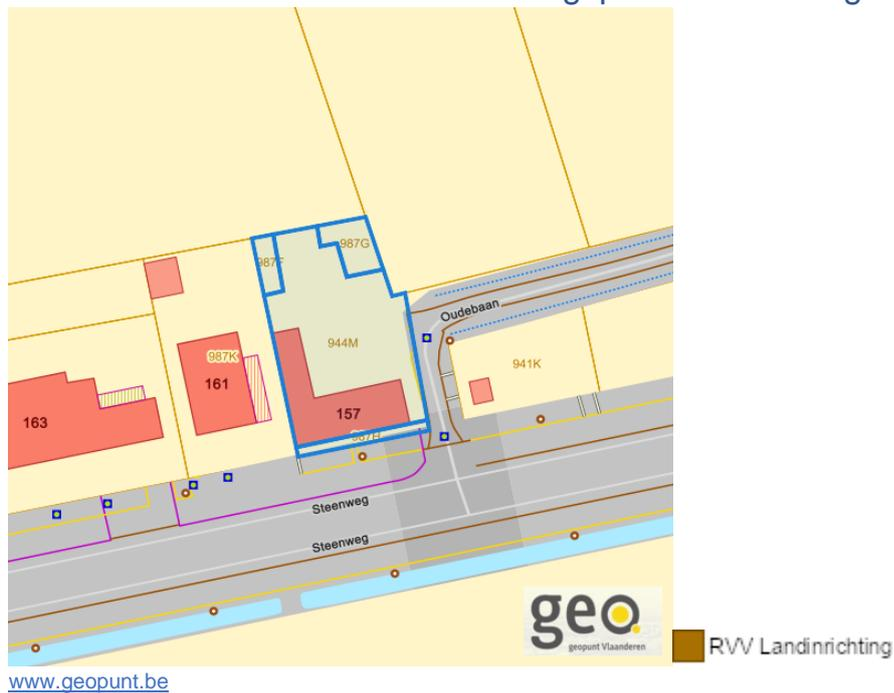 987F
987G
Oudebaan
944M
987K
161
941K
163
157
987H
Steenweg
Steenweg
geo.
geopunt Vlaanderen
RVV Landinrichting
www.geopunt.be